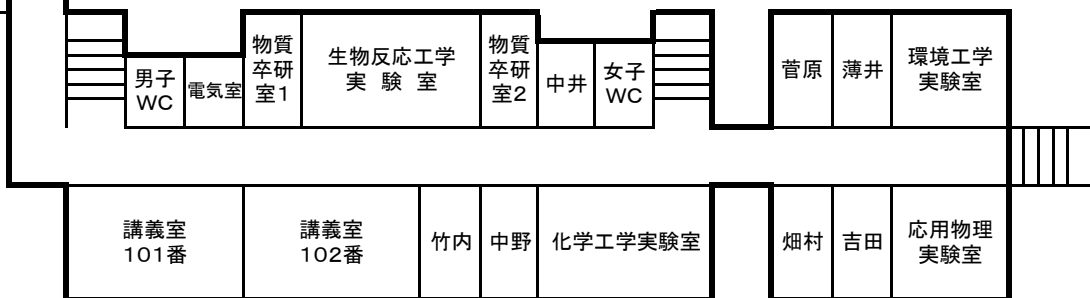 物質
卒研
室1
生物反応工学
実 験 室
物質
卒研
室2
男子
WC
電気室
中井
女子
WC
菅原
薄井
環境工学
実験室
講義室
101番
講義室
102番
竹内
中野
化学工学実験室
畑村
吉田
応用物理
実験室